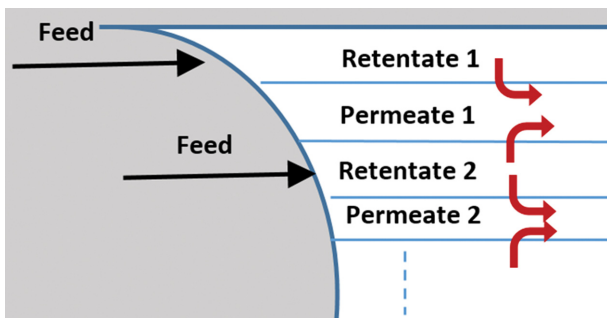 Feed
Retentate 1
Permeate 1
Feed
Retentate 2
Permeate 2